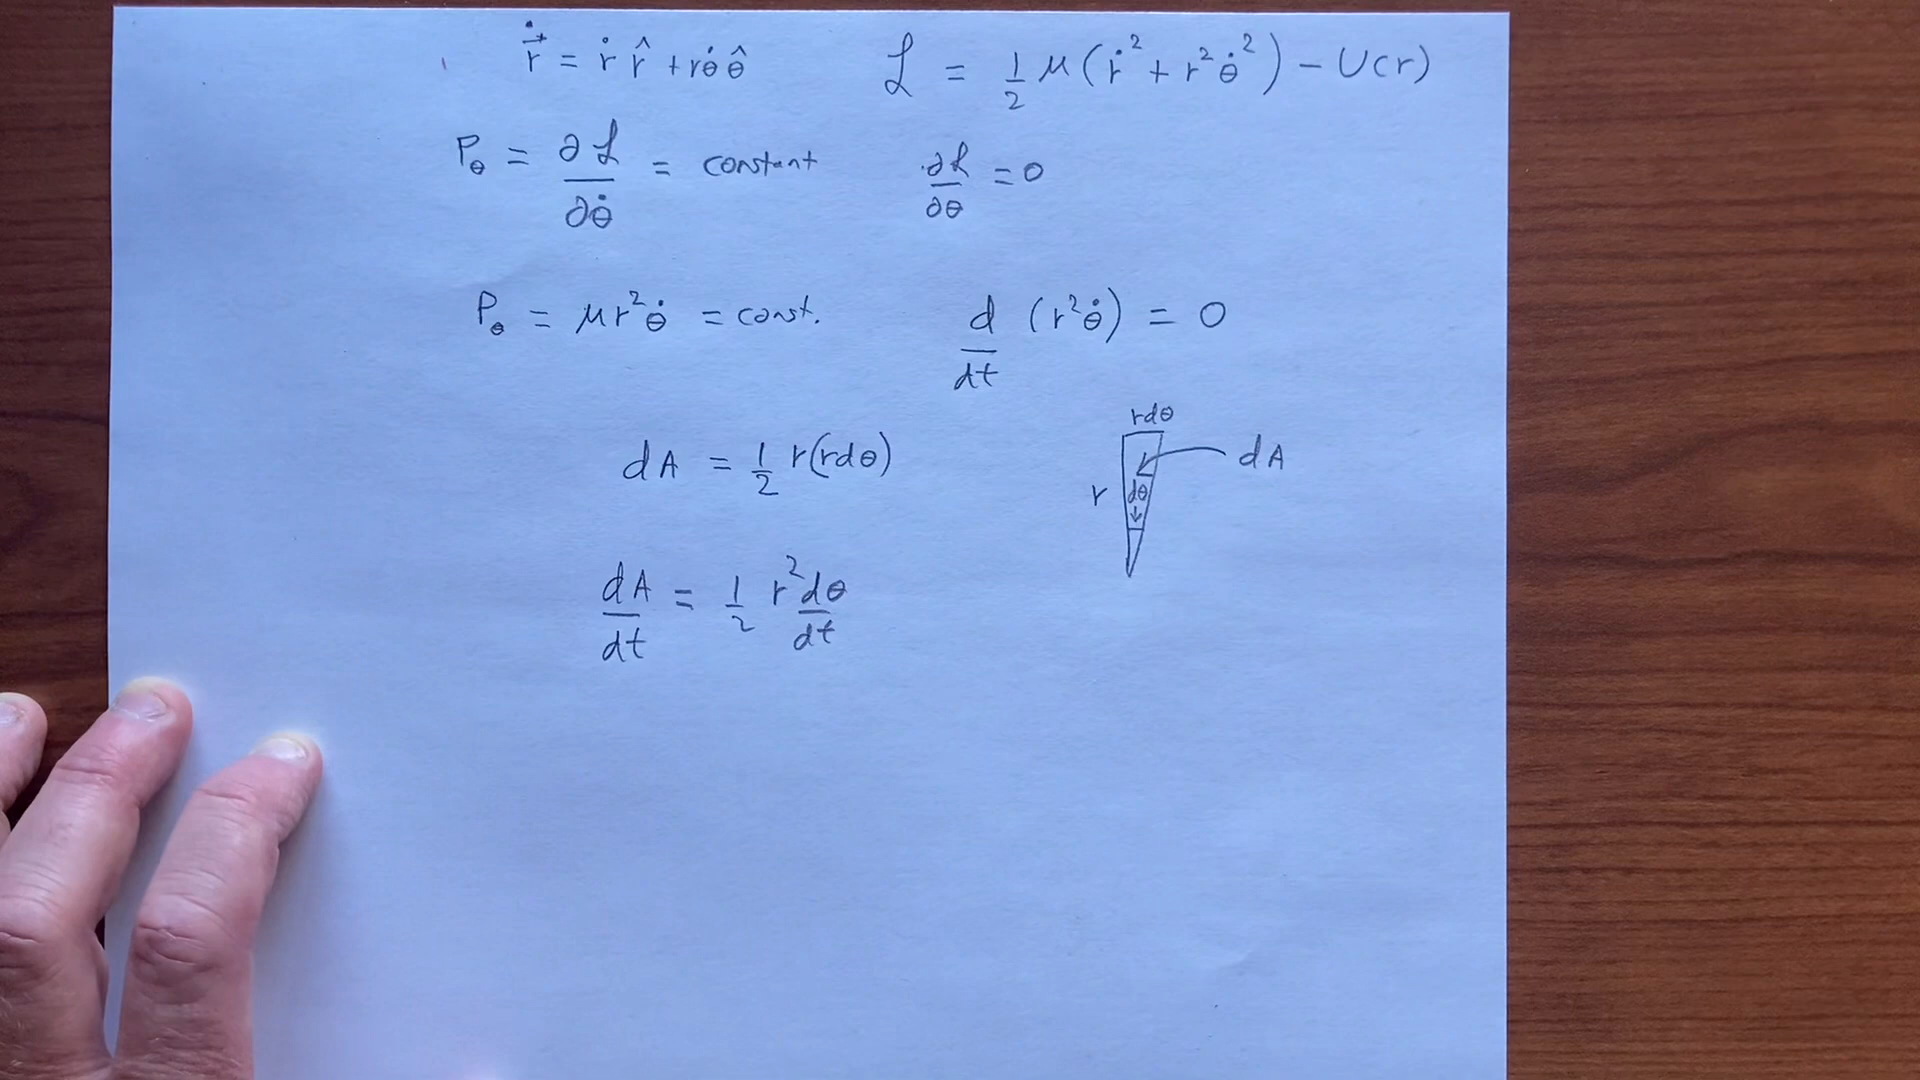 r⃗̇ = ṙ r̂ + rθ̇ θ̂    ℒ = 1/2 μ(ṙ² + r²θ̇²) − U(r)
P_θ = ∂ℒ/∂θ̇ = constant    ∂ℒ/∂θ = 0
P_θ = μr²θ̇ = const.    d/dt (r²θ̇) = 0
rdθ
dA = 1/2 r(rdθ)    dA
r    dθ
dA/dt = 1/2 r² dθ/dt